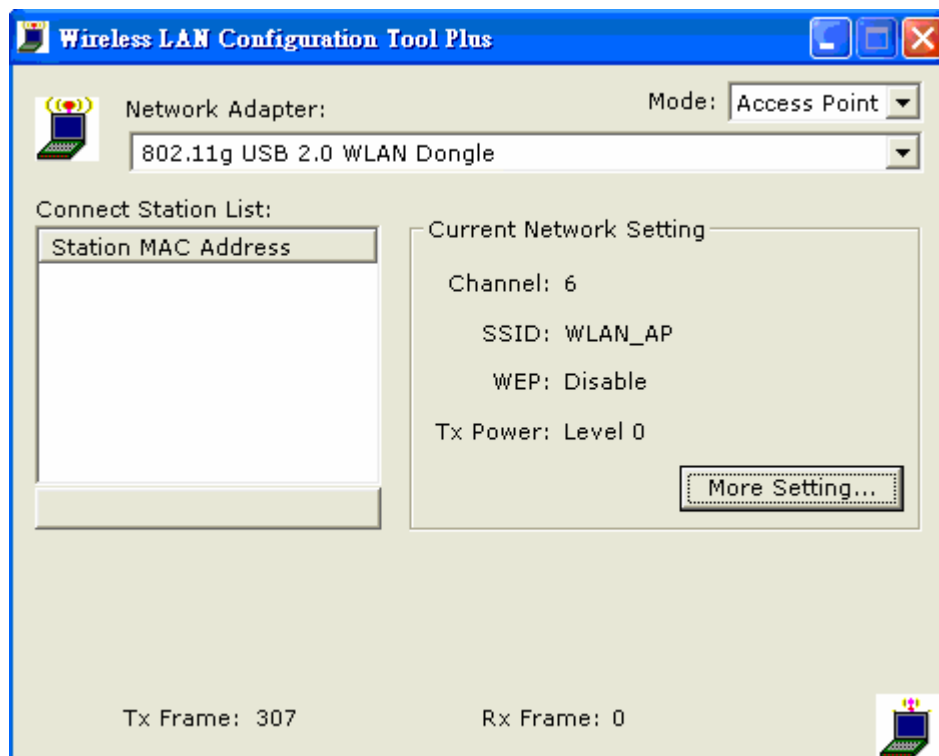 Wireless LAN Configuration Tool Plus
Network Adapter:
Mode: Access Point
802.11g USB 2.0 WLAN Dongle
Connect Station List:
Station MAC Address
Current Network Setting
Channel: 6
SSID: WLAN_AP
WEP: Disable
Tx Power: Level 0
More Setting...
Tx Frame: 307
Rx Frame: 0